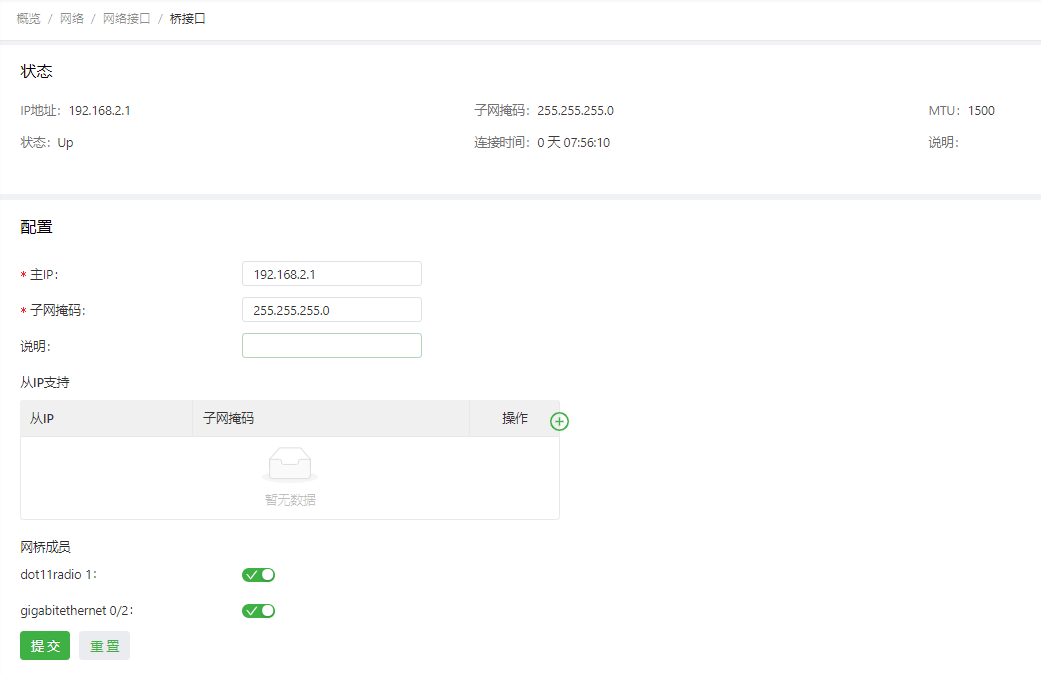 概览 / 网络 / 网络接口 / 桥接口
状态
IP地址: 192.168.2.1 子网掩码: 255.255.255.0 MTU: 1500
状态: Up 连接时间: 0 天 07:56:10 说明:
配置
* 主IP: 192.168.2.1
* 子网掩码: 255.255.255.0
说明:
从IP支持
从IP 子网掩码 操作
暂无数据
网桥成员
dot11radio 1:
gigabitethernet 0/2:
提交 重置